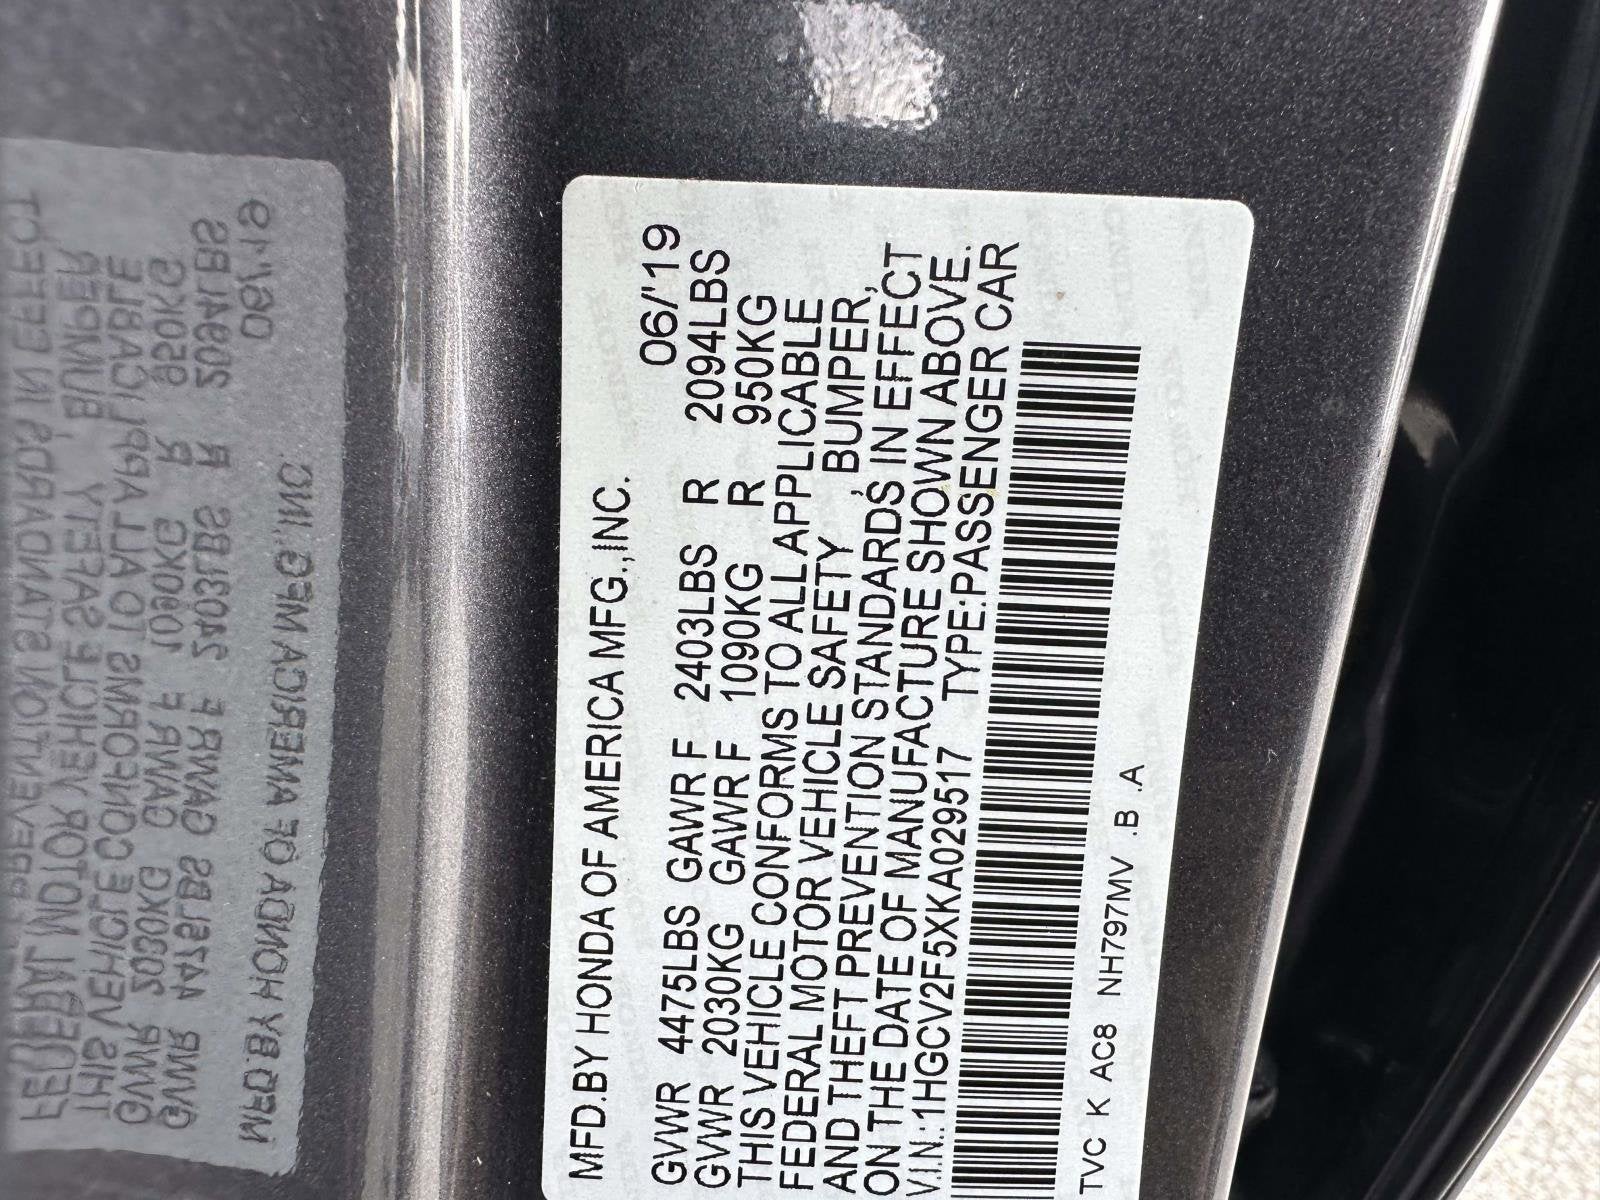 MFD.BY HONDA OF AMERICA MFG.,INC. 06/'19
GVWR 4475LBS GAWR F 2403LBS R 2094LBS
GVWR 2030KG GAWR F 1090KG R 950KG
THIS VEHICLE CONFORMS TO ALL APPLICABLE
FEDERAL MOTOR VEHICLE SAFETY, BUMPER,
AND THEFT PREVENTION STANDARDS IN EFFECT
ON THE DATE OF MANUFACTURE SHOWN ABOVE.
V.I.N.:1HGCV2F5XKA029517 TYPE:PASSENGER CAR
TVC K AC8 NH797MV .B .A